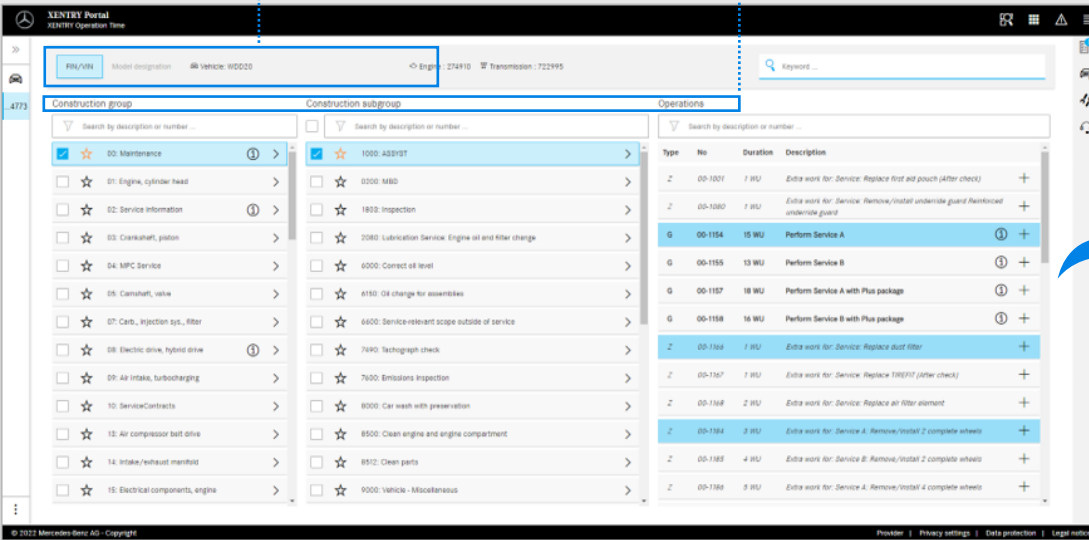 XENTRY Portal
XENTRY Operation Time
FIN/VIN Model designation Vehicle: WDD20 Engine : 274910 Transmission : 722995
Keyword ...
...4773
Construction group Construction subgroup Operations
Search by description or number ... Search by description or number ... Search by description or number ...
Type No Duration Description
00: Maintenance
01: Engine, cylinder head
02: Service information
03: Crankshaft, piston
04: MPC Service
05: Camshaft, valve
07: Carb., injection sys., filter
08: Electric drive, hybrid drive
09: Air intake, turbocharging
10: ServiceContracts
13: Air compressor belt drive
14: Intake/exhaust manifold
15: Electrical components, engine
1000: ASSYST
0200: MBD
1803: Inspection
2080: Lubrication Service: Engine oil and filter change
6000: Correct oil level
6150: Oil change for assemblies
6600: Service-relevant scope outside of service
7490: Tachograph check
7600: Emissions inspection
8000: Car wash with preservation
8500: Clean engine and engine compartment
8512: Clean parts
9000: Vehicle - Miscellaneous
Z 00-1001 1 WU Extra work for: Service: Replace first aid pouch (After check)
Z 00-1080 1 WU Extra work for: Service: Remove/install underride guard Reinforced
underride guard
G 00-1154 15 WU Perform Service A
G 00-1155 13 WU Perform Service B
G 00-1157 18 WU Perform Service A with Plus package
G 00-1158 16 WU Perform Service B with Plus package
Z 00-1166 1 WU Extra work for: Service: Replace dust filter
Z 00-1167 1 WU Extra work for: Service: Replace TIREFIT (After check)
Z 00-1168 2 WU Extra work for: Service: Replace air filter element
Z 00-1184 3 WU Extra work for: Service A: Remove/install 2 complete wheels
Z 00-1185 4 WU Extra work for: Service B: Remove/install 2 complete wheels
Z 00-1186 5 WU Extra work for: Service A: Remove/install 4 complete wheels
© 2022 Mercedes-Benz AG - Copyright
Provider | Privacy settings | Data protection | Legal notice